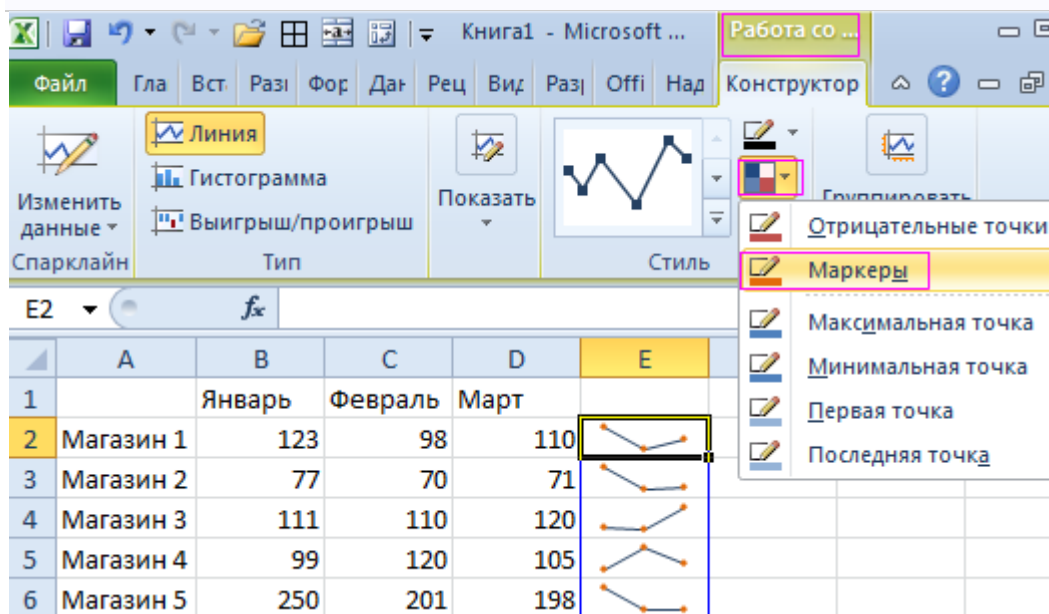 Книга1 - Microsoft ...
Работа со ...
Файл Гла Вст Разı Фор Дан Рец Вид Разр Offi Над Конструктор
Линия
Гистограмма
Выигрыш/проигрыш
Изменить
данные
Показать
Группировать
Спарклайн Тип Стиль
Отрицательные точки
Маркеры
Максимальная точка
Минимальная точка
Первая точка
Последняя точка
E2 fx
A B C D E
1 Январь Февраль Март
2 Магазин 1 123 98 110
3 Магазин 2 77 70 71
4 Магазин 3 111 110 120
5 Магазин 4 99 120 105
6 Магазин 5 250 201 198